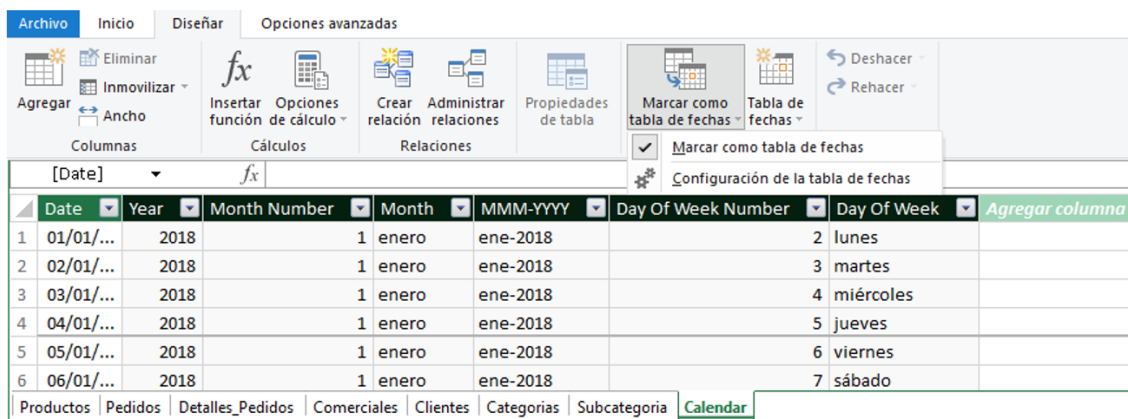 Archivo Inicio Diseñar Opciones avanzadas
Agregar
Eliminar
Inmovilizar
Ancho
Columnas
fx
Insertar función
Opciones de cálculo
Cálculos
Crear relación
Administrar relaciones
Relaciones
Propiedades de tabla
Marcar como tabla de fechas
Tabla de fechas
Deshacer
Rehacer
Marcar como tabla de fechas
Configuración de la tabla de fechas
[Date] fx
Date Year Month Number Month MMM-YYYY Day Of Week Number Day Of Week Agregar columna
1 01/01/... 2018 1 enero ene-2018 2 lunes
2 02/01/... 2018 1 enero ene-2018 3 martes
3 03/01/... 2018 1 enero ene-2018 4 miércoles
4 04/01/... 2018 1 enero ene-2018 5 jueves
5 05/01/... 2018 1 enero ene-2018 6 viernes
6 06/01/... 2018 1 enero ene-2018 7 sábado
Productos Pedidos Detalles_Pedidos Comerciales Clientes Categorias Subcategoria Calendar